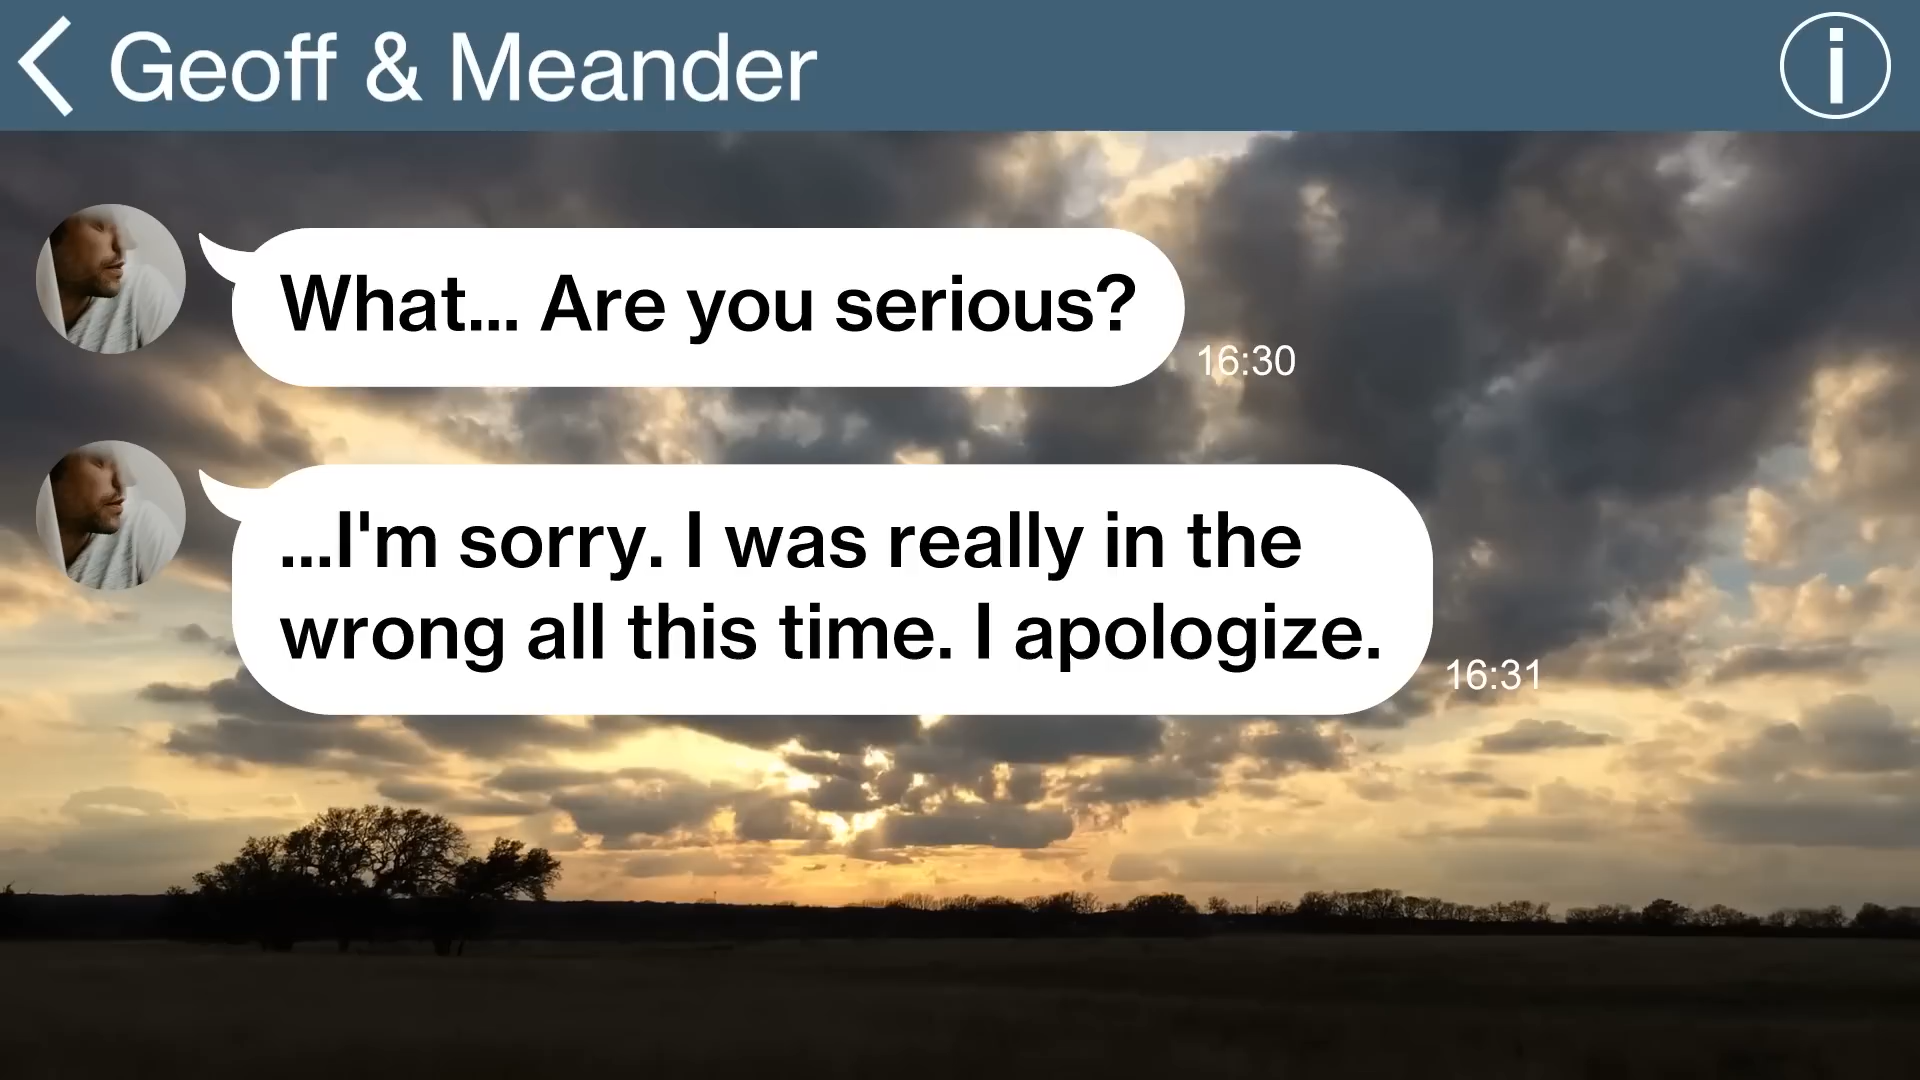 Geoff & Meander
What... Are you serious?
16:30
...I'm sorry. I was really in the
wrong all this time. I apologize.
16:31